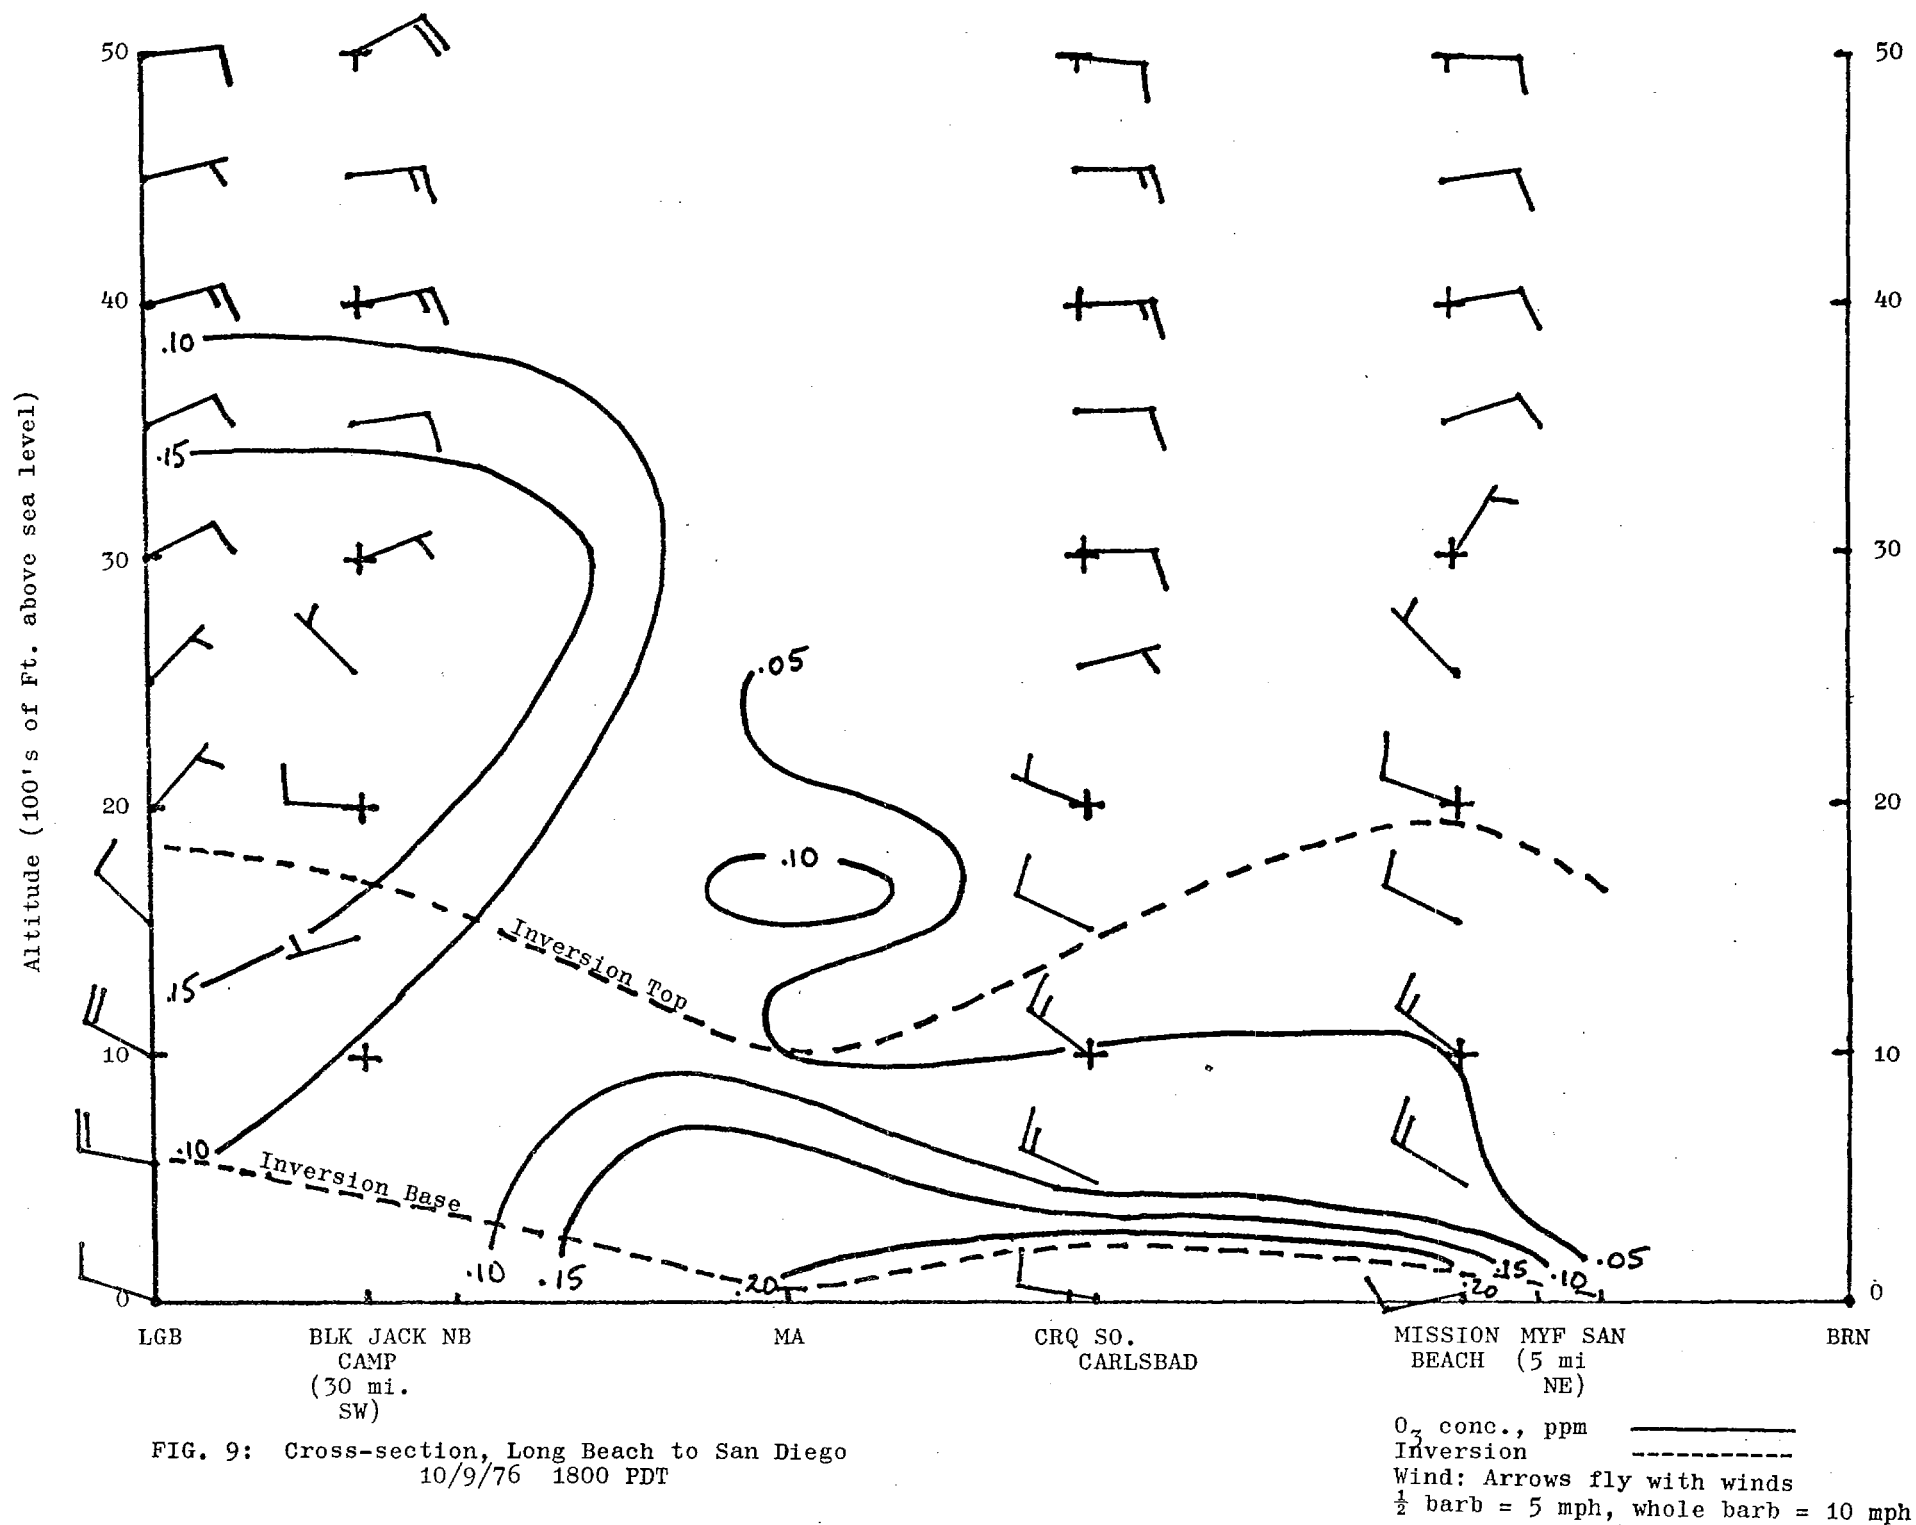 50
50
40
40
.10
.15
30
30
.05
20
20
.10
Inversion Top
.15
10
10
.10
Inversion Base
.10
.15
.20
.20
.15
.10
.05
0
0
Altitude (100's of Ft. above sea level)
LGB BLK JACK NB MA CRQ SO. MISSION MYF SAN BRN
CAMP CARLSBAD BEACH (5 mi
(30 mi. NE)
SW)
O3 conc., ppm
Inversion
Wind: Arrows fly with winds
½ barb = 5 mph, whole barb = 10 mph
FIG. 9: Cross-section, Long Beach to San Diego
10/9/76 1800 PDT